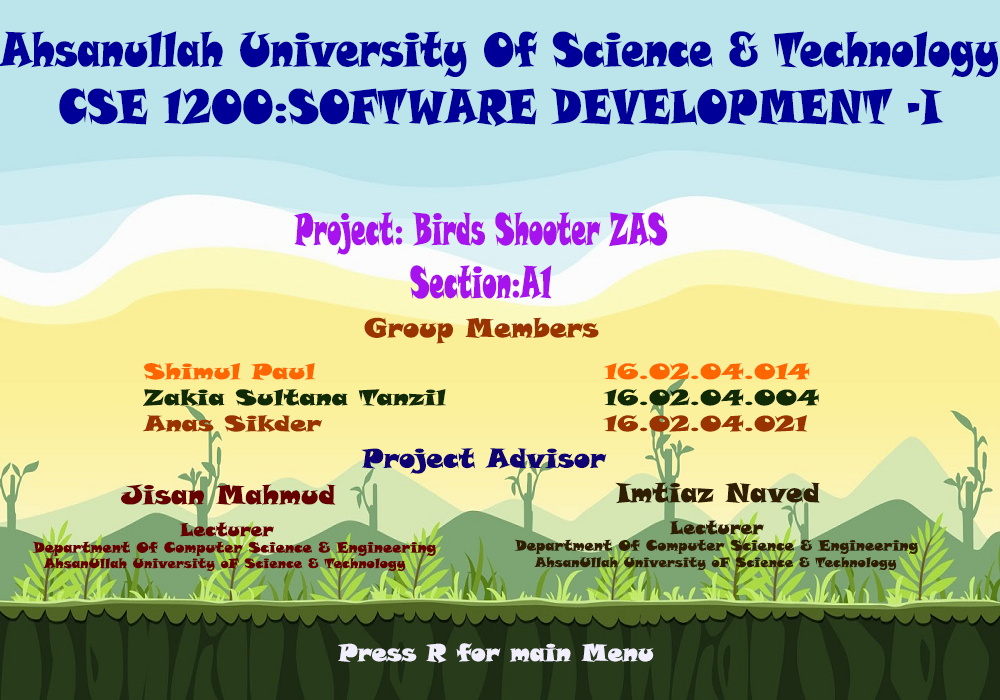 Ahsanullah University Of Science & Technology
CSE 1200:SOFTWARE DEVELOPMENT -I
Project: Birds Shooter ZAS
Section:A1
Group Members
Shimul Paul 16.02.04.014
Zakia Sultana Tanzil 16.02.04.004
Anas Sikder 16.02.04.021
Project Advisor
Jisan Mahmud
Lecturer
Department Of Computer Science & Engineering
AhsanUllah University oF Science & Technology
Imtiaz Naved
Lecturer
Department Of Computer Science & Engineering
AhsanUllah University oF Science & Technology
Press R for main Menu